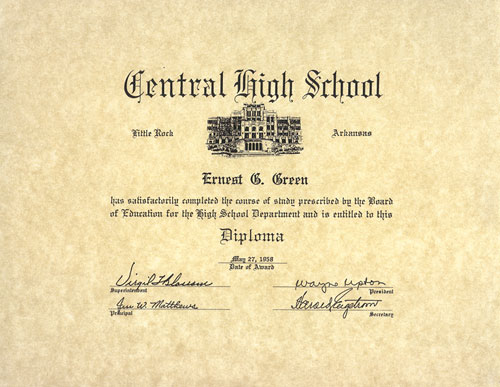 Central High School
Little Rock Arkansas
Ernest G. Green
has satisfactorily completed the course of study prescribed by the Board
of Education for the High School Department and is entitled to this
Diploma
May 27, 1958
Date of Award
Virgil T Blossom Wayne Upton
Superintendent President
Jess W. Matthews Harold Engstrom
Principal Secretary